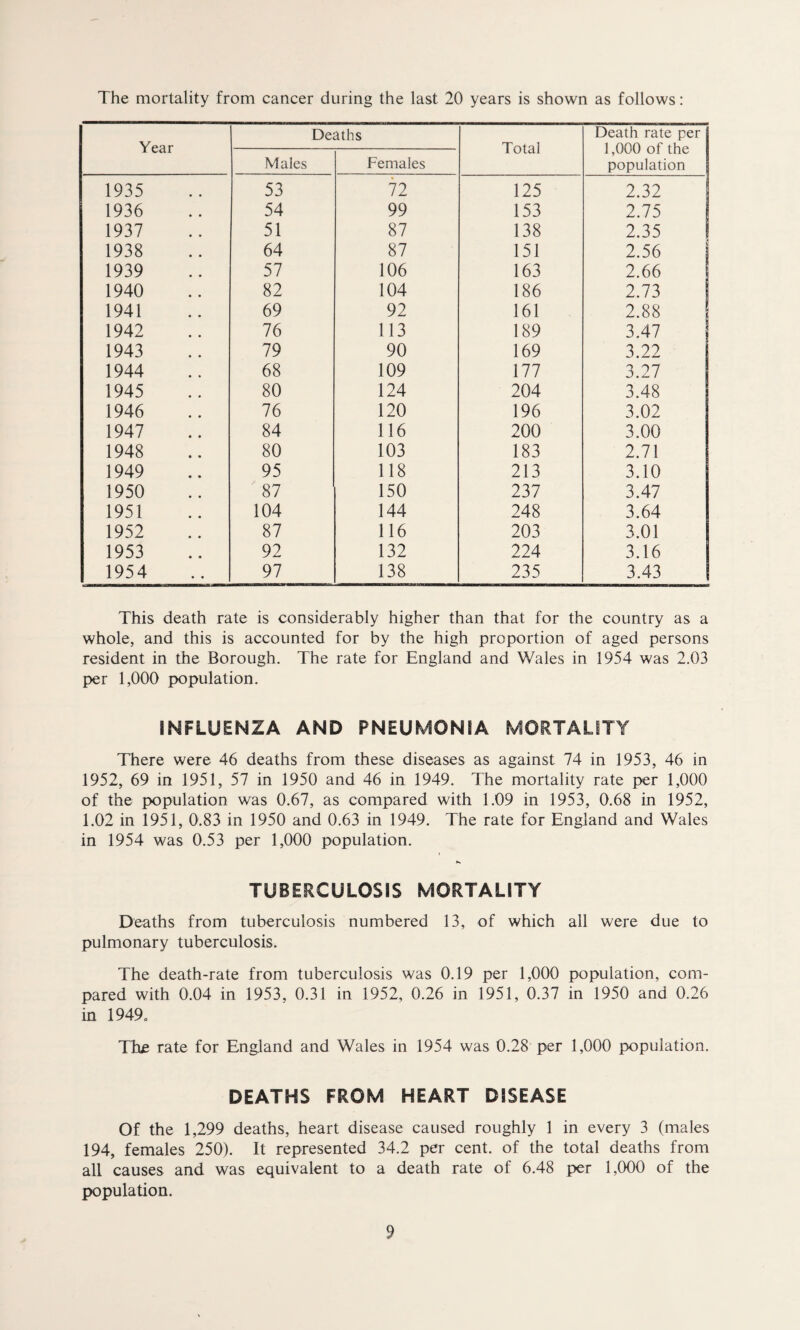 The mortality from cancer during the last 20 years is shown as follows:
Year Deaths Total Death rate per 1,000 of the population
Males Females
1935 .. 53 72 125 2.32
1936 .. 54 99 153 2.75
1937 .. 51 87 138 2.35
1938 .. 64 87 151 2.56
1939 .. 57 106 163 2.66
1940 .. 82 104 186 2.73
1941 .. 69 92 161 2.88
1942 .. 76 113 189 3.47
1943 .. 79 90 169 3.22
1944 .. 68 109 177 3.27
1945 .. 80 124 204 3.48
1946 .. 76 120 196 3.02
1947 .. 84 116 200 3.00
1948 .. 80 103 183 2.71
1949 .. 95 118 213 3.10
1950 .. 87 150 237 3.47
1951 .. 104 144 248 3.64
1952 .. 87 116 203 3.01
1953 .. 92 132 224 3.16
1954 .. 97 138 235 3.43
This death rate is considerably higher than that for the country as a
whole, and this is accounted for by the high proportion of aged persons
resident in the Borough. The rate for England and Wales in 1954 was 2.03
per 1,000 population.
INFLUENZA AND PNEUMONIA MORTALITY
There were 46 deaths from these diseases as against 74 in 1953, 46 in
1952, 69 in 1951, 57 in 1950 and 46 in 1949. The mortality rate per 1,000
of the population was 0.67, as compared with 1.09 in 1953, 0.68 in 1952,
1.02 in 1951, 0.83 in 1950 and 0.63 in 1949. The rate for England and Wales
in 1954 was 0.53 per 1,000 population.
TUBERCULOSIS MORTALITY
Deaths from tuberculosis numbered 13, of which all were due to
pulmonary tuberculosis.
The death-rate from tuberculosis was 0.19 per 1,000 population, com-
pared with 0.04 in 1953, 0.31 in 1952, 0.26 in 1951, 0.37 in 1950 and 0.26
in 1949.
The rate for England and Wales in 1954 was 0.28 per 1,000 population.
DEATHS FROM HEART DISEASE
Of the 1,299 deaths, heart disease caused roughly 1 in every 3 (males
194, females 250). It represented 34.2 per cent. of the total deaths from
all causes and was equivalent to a death rate of 6.48 per 1,000 of the
population.
9